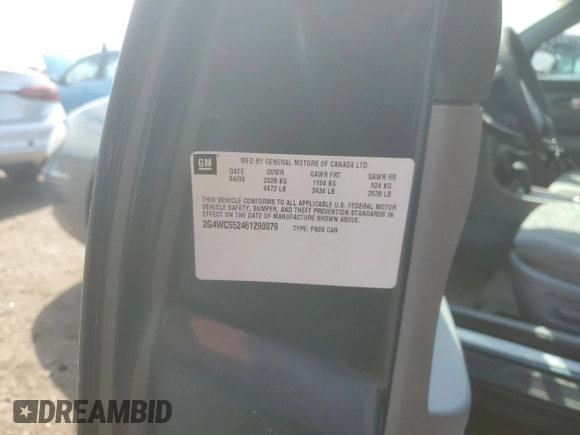 GM
MFD BY GENERAL MOTORS OF CANADA LTD.
DATE GVWR GAWR FRT GAWR RR
04/06 2028 KG 1104 KG 924 KG
4472 LB 2434 LB 2038 LB
THIS VEHICLE CONFORMS TO ALL APPLICABLE U.S. FEDERAL MOTOR
VEHICLE SAFETY, BUMPER, AND THEFT PREVENTION STANDARDS IN
EFFECT ON THE DATE OF MANUFACTURE SHOWN ABOVE.
2G4WC552461290079 TYPE: PASS CAR
DREAMBID